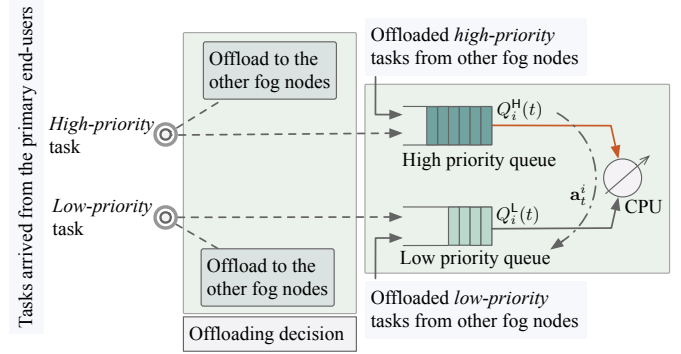 Tasks arrived from the primary end-users
Offload to the
other fog nodes
Offloaded high-priority
tasks from other fog nodes
High-priority
task
Q_i^H(t)
High priority queue
a_t^i
CPU
Low-priority
task
Q_i^L(t)
Low priority queue
Offload to the
other fog nodes
Offloaded low-priority
tasks from other fog nodes
Offloading decision